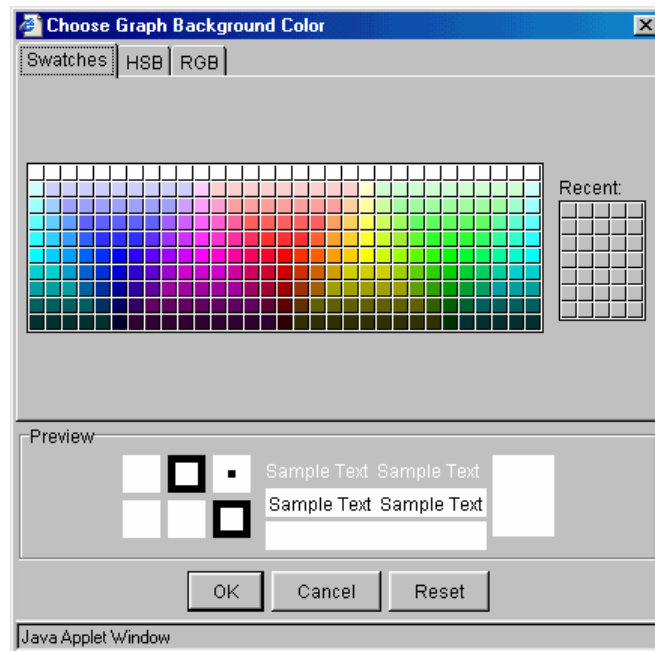 Choose Graph Background Color
Swatches HSB RGB
Recent:
Preview
Sample Text Sample Text
Sample Text Sample Text
OK Cancel Reset
Java Applet Window